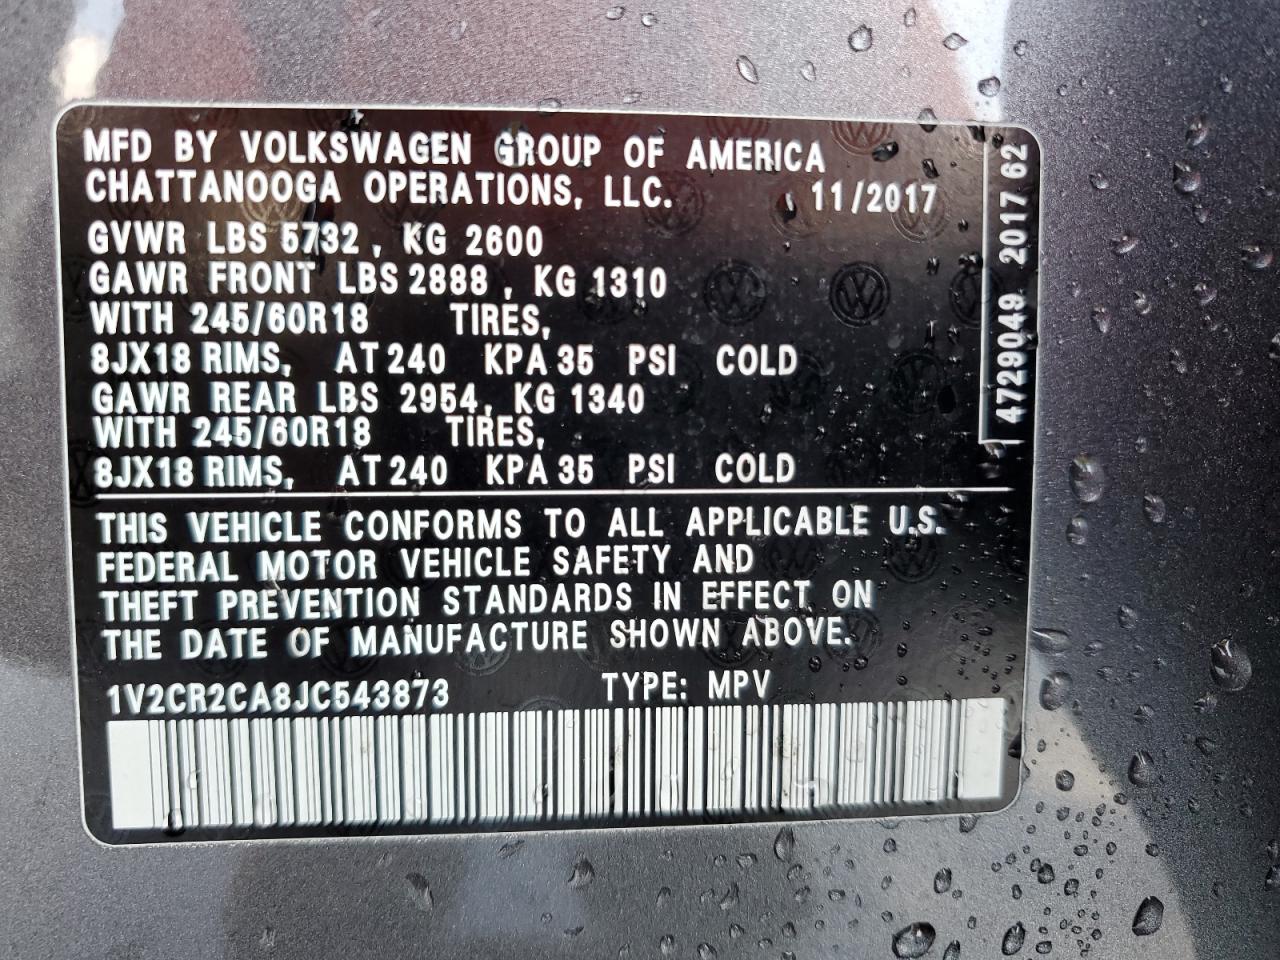 MFD BY VOLKSWAGEN GROUP OF AMERICA
CHATTANOOGA OPERATIONS, LLC. 11/2017
GVWR LBS 5732, KG 2600
GAWR FRONT LBS 2888, KG 1310
WITH 245/60R18 TIRES,
8JX18 RIMS, AT 240 KPA 35 PSI COLD
GAWR REAR LBS 2954, KG 1340
WITH 245/60R18 TIRES,
8JX18 RIMS, AT 240 KPA 35 PSI COLD
THIS VEHICLE CONFORMS TO ALL APPLICABLE U.S.
FEDERAL MOTOR VEHICLE SAFETY AND
THEFT PREVENTION STANDARDS IN EFFECT ON
THE DATE OF MANUFACTURE SHOWN ABOVE.
1V2CR2CA8JC543873 TYPE: MPV
4729049 2017 62